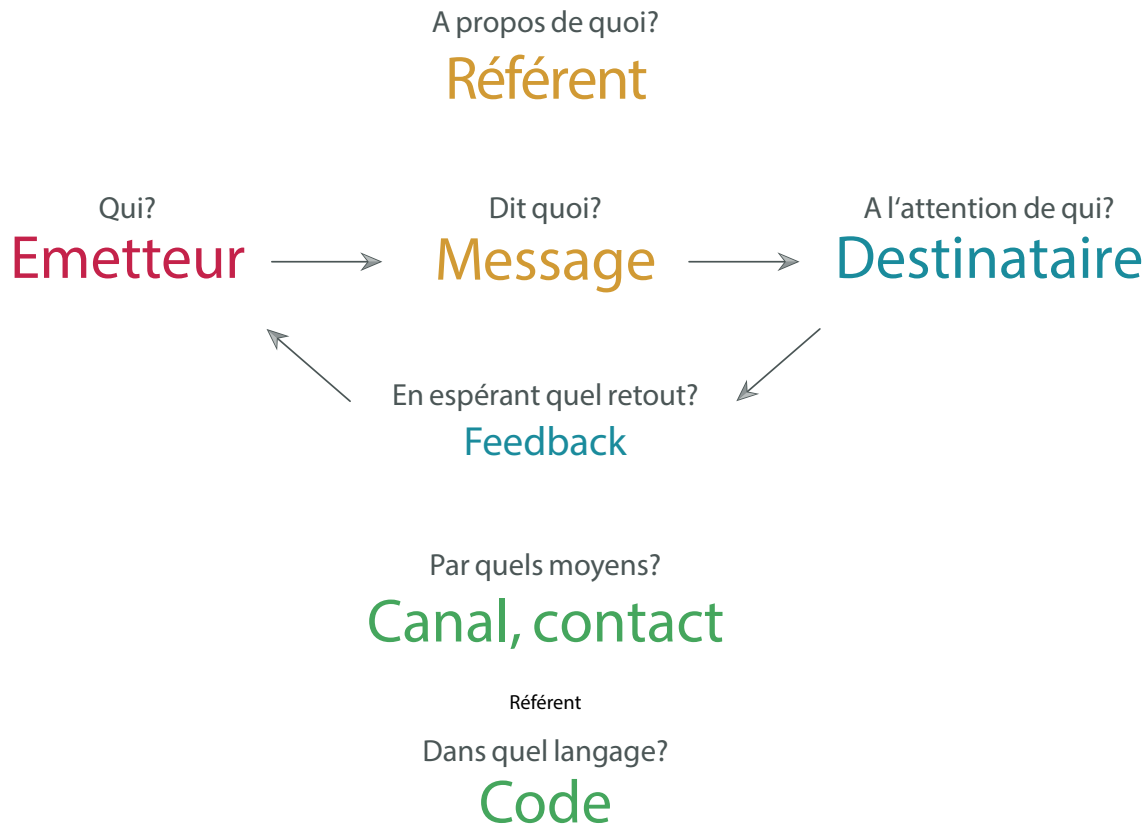 A propos de quoi?
Référent
Qui?
Emetteur
Dit quoi?
Message
A l‘attention de qui?
Destinataire
En espérant quel retout?
Feedback
Par quels moyens?
Canal, contact
Référent
Dans quel langage?
Code